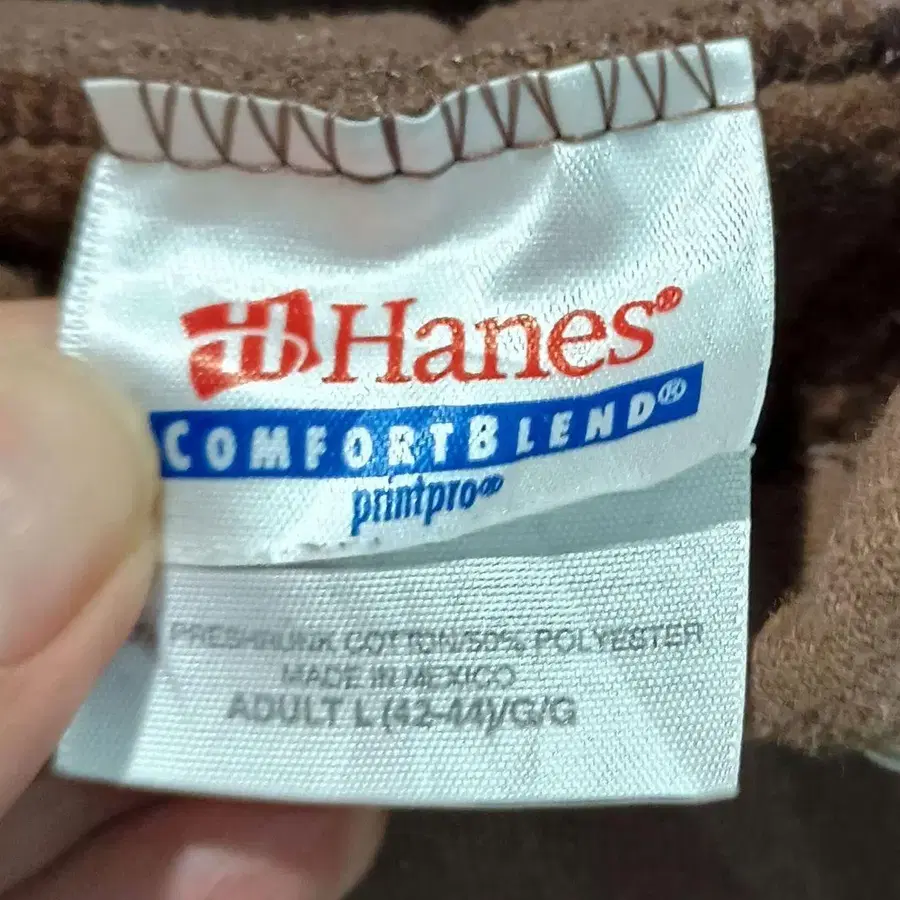 H Hanes®
COMFORTBLEND®
printpro®
PRESHRUNK COTTON/50% POLYESTER
MADE IN MEXICO
ADULT L (42-44)/G/G